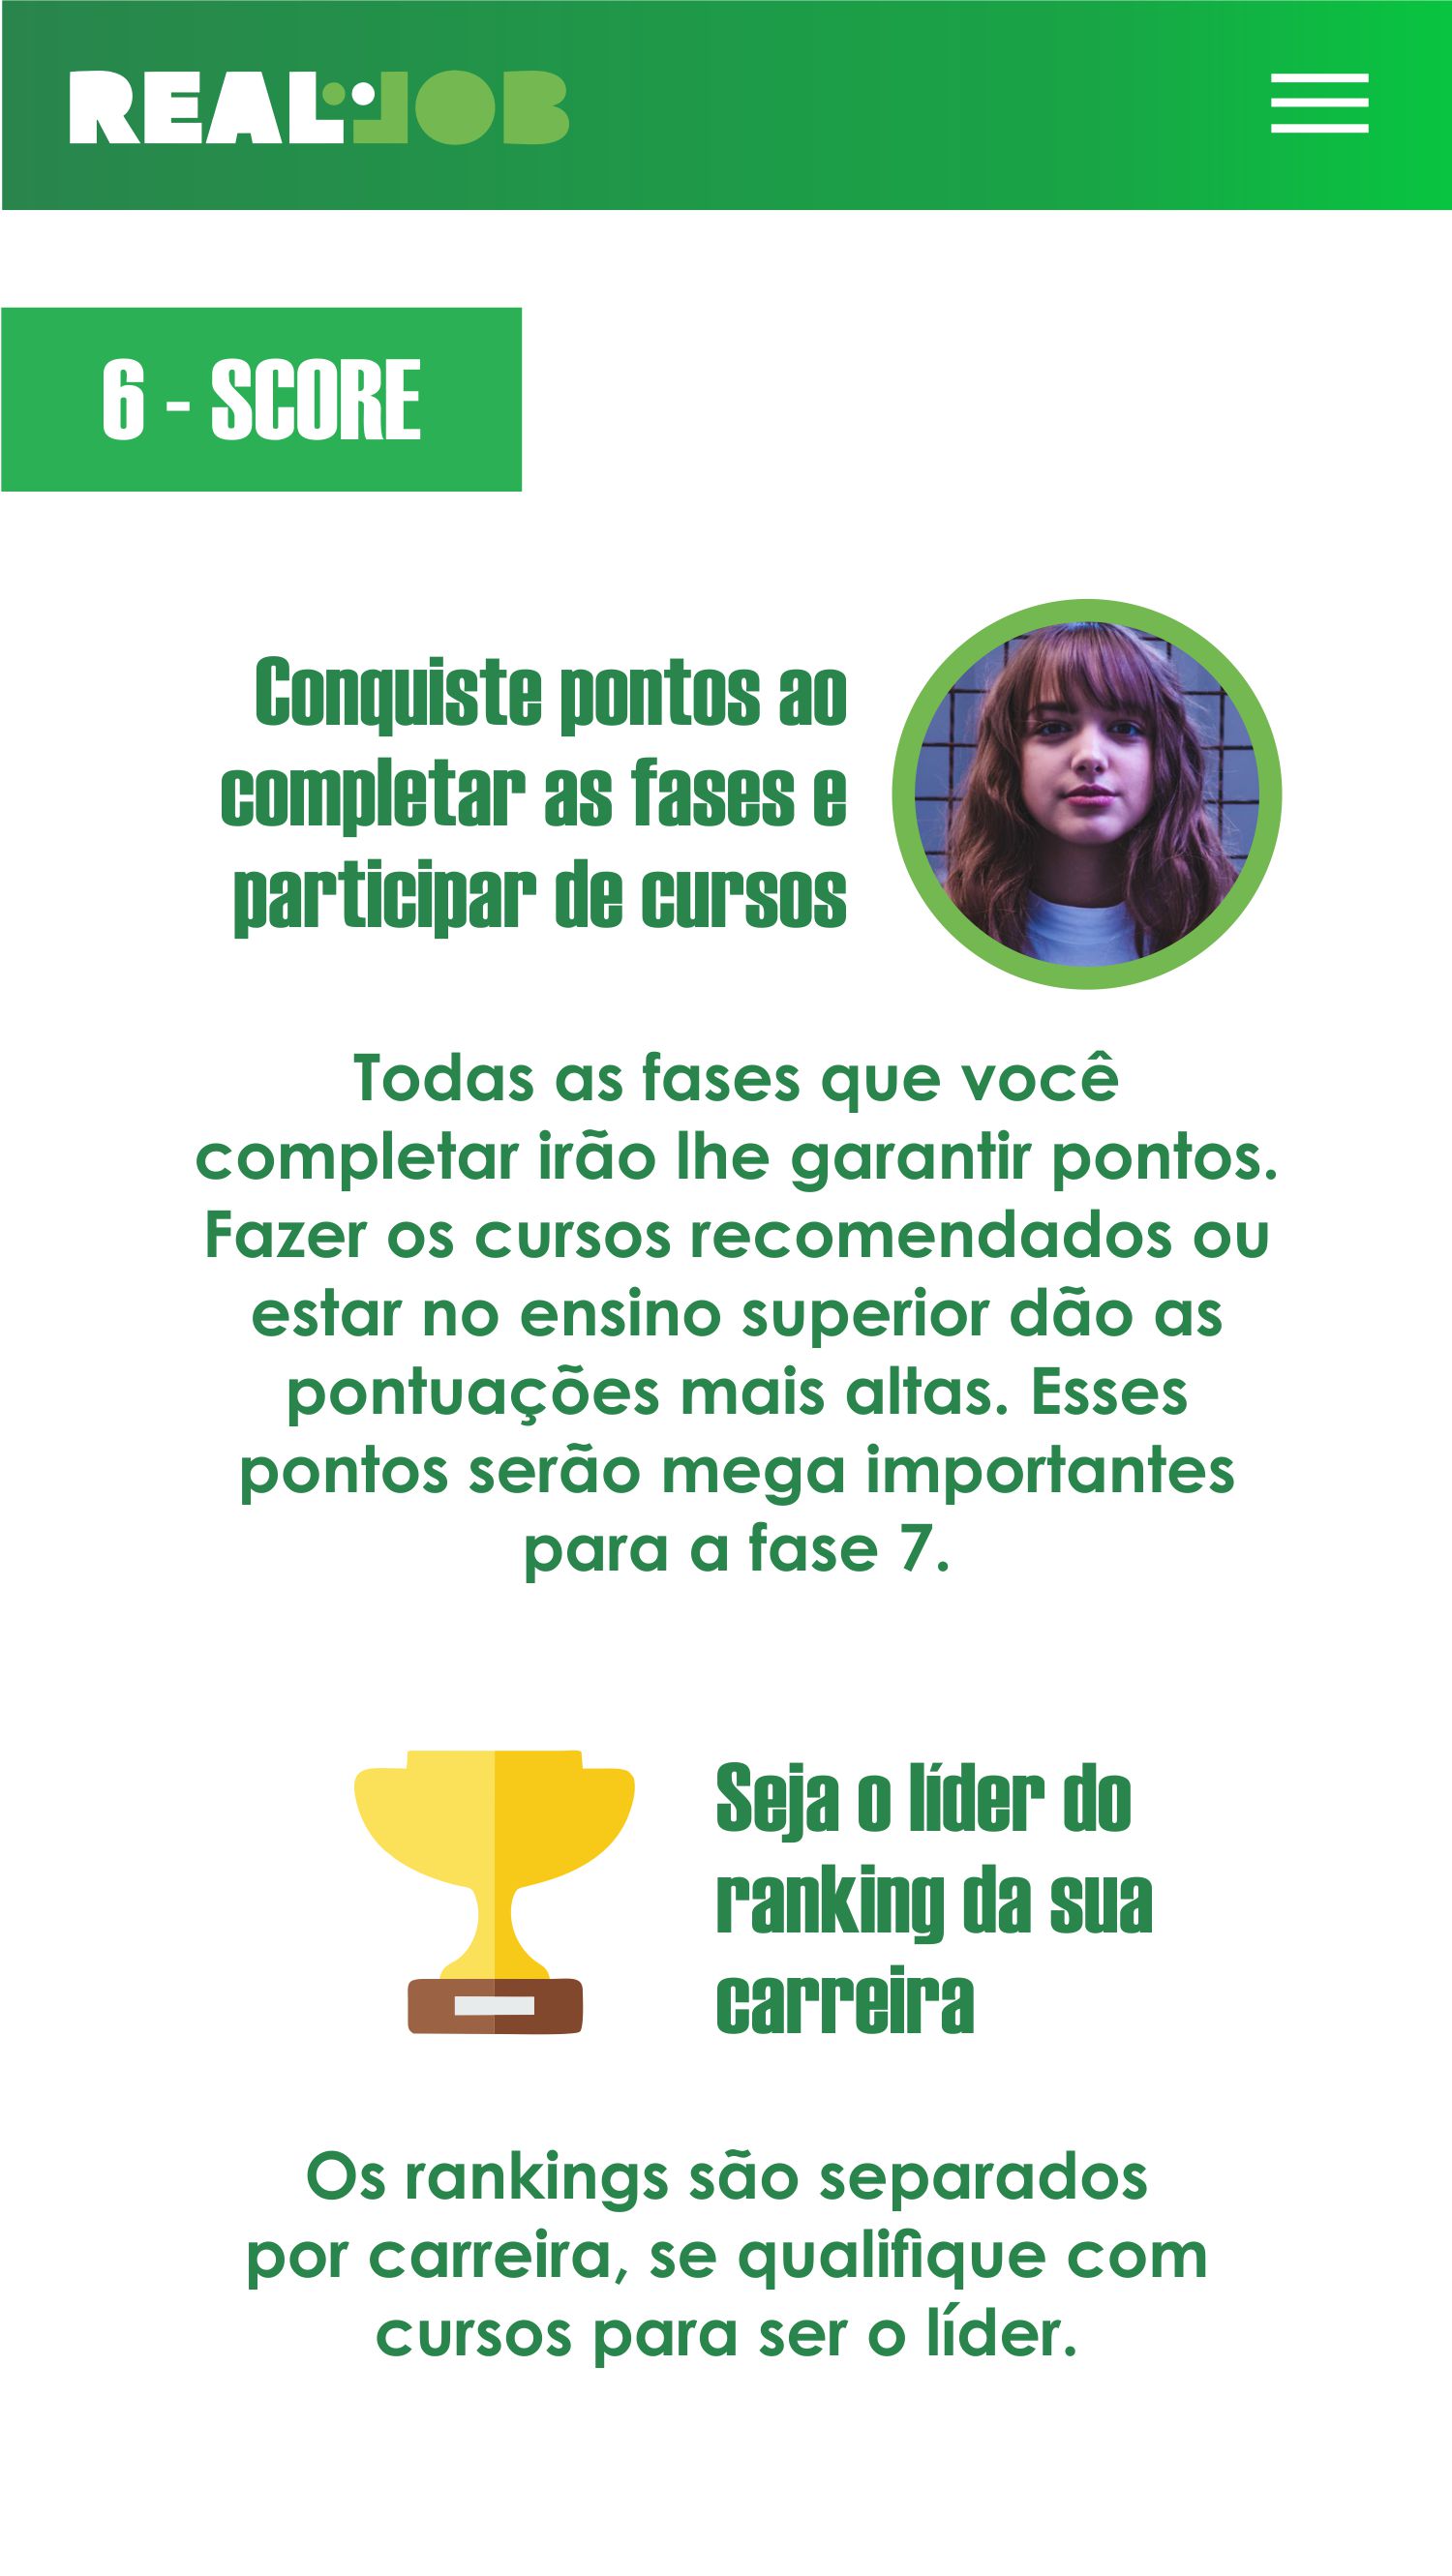 REAL JOB
6 - SCORE
Conquiste pontos ao
completar as fases e
participar de cursos
Todas as fases que você
completar irão lhe garantir pontos.
Fazer os cursos recomendados ou
estar no ensino superior dão as
pontuações mais altas. Esses
pontos serão mega importantes
para a fase 7.
Seja o líder do
ranking da sua
carreira
Os rankings são separados
por carreira, se qualifique com
cursos para ser o líder.